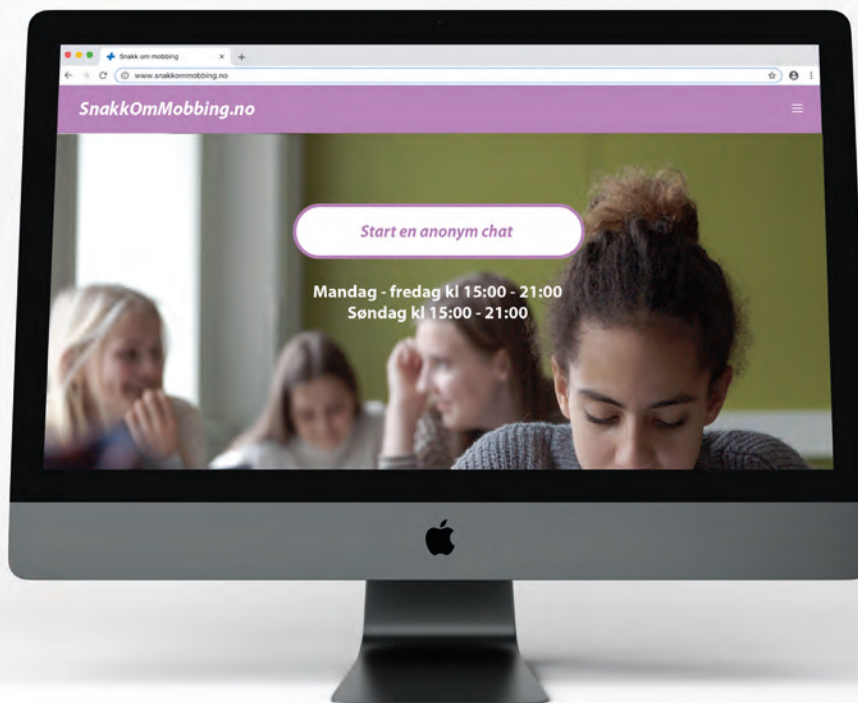 Snakk om mobbing
www.snakkommobbing.no
SnakkOmMobbing.no
Start en anonym chat
Mandag - fredag kl 15:00 - 21:00
Søndag kl 15:00 - 21:00